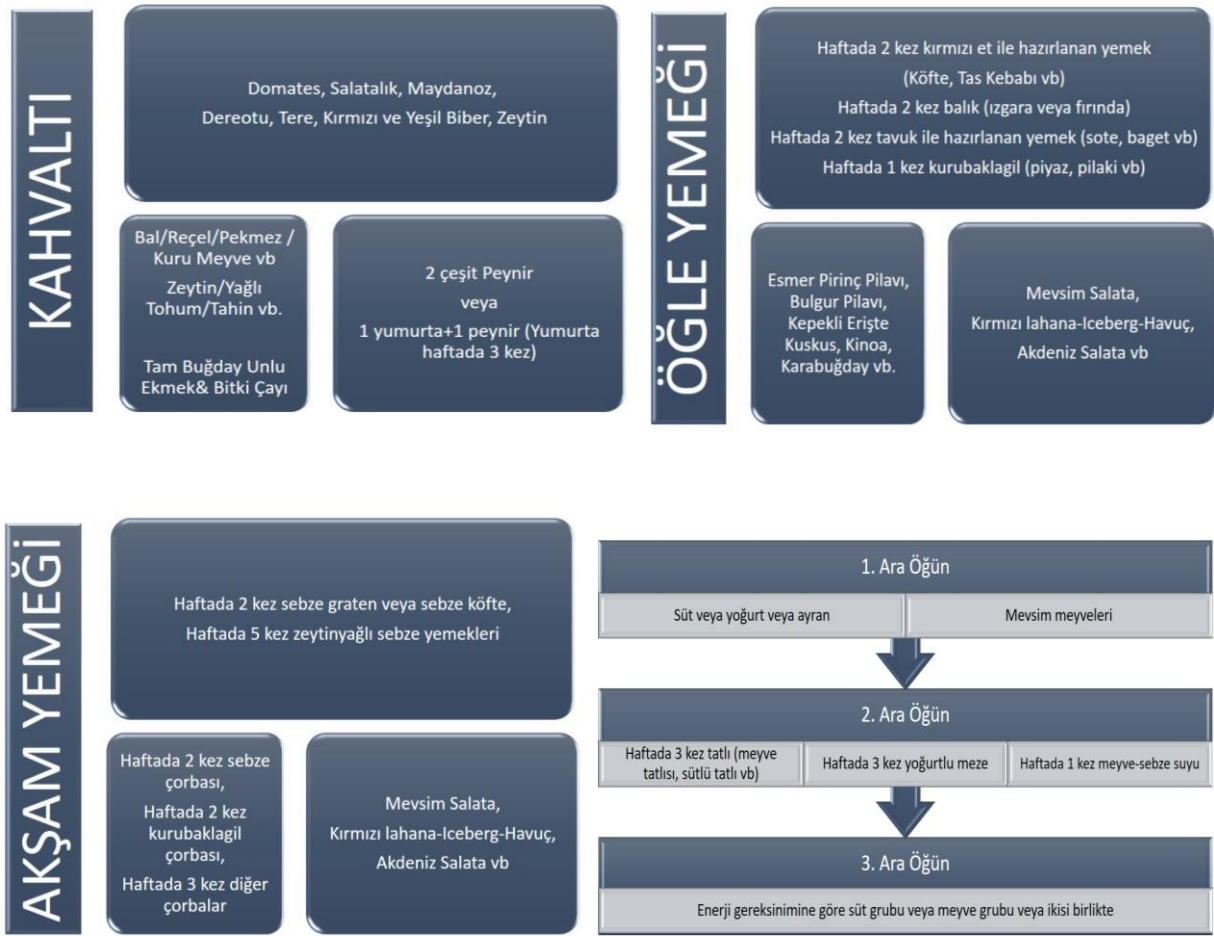 KAHVALTI
Domates, Salatalık, Maydanoz,
Dereotu, Tere, Kırmızı ve Yeşil Biber, Zeytin
Bal/Reçel/Pekmez /
Kuru Meyve vb
Zeytin/Yağlı
Tohum/Tahin vb.
Tam Buğday Unlu
Ekmek& Bitki Çayı
2 çeşit Peynir
veya
1 yumurta+1 peynir (Yumurta
haftada 3 kez)
ÖĞLE YEMEĞİ
Haftada 2 kez kırmızı et ile hazırlanan yemek
(Köfte, Tas Kebabı vb)
Haftada 2 kez balık (ızgara veya fırında)
Haftada 2 kez tavuk ile hazırlanan yemek (sote, baget vb)
Haftada 1 kez kurubaklagil (piyaz, pilaki vb)
Esmer Pirinç Pilavı,
Bulgur Pilavı,
Kepekli Erişte
Kuskus, Kinoa,
Karabuğday vb.
Mevsim Salata,
Kırmızı lahana-Iceberg-Havuç,
Akdeniz Salata vb
AKŞAM YEMEĞİ
Haftada 2 kez sebze graten veya sebze köfte,
Haftada 5 kez zeytinyağlı sebze yemekleri
Haftada 2 kez sebze
çorbası,
Haftada 2 kez
kurubaklagil
çorbası,
Haftada 3 kez diğer
çorbalar
Mevsim Salata,
Kırmızı lahana-Iceberg-Havuç,
Akdeniz Salata vb
1. Ara Öğün
Süt veya yoğurt veya ayran
Mevsim meyveleri
2. Ara Öğün
Haftada 3 kez tatlı (meyve
tatlısı, sütlü tatlı vb)
Haftada 3 kez yoğurtlu meze
Haftada 1 kez meyve-sebze suyu
3. Ara Öğün
Enerji gereksinimine göre süt grubu veya meyve grubu veya ikisi birlikte